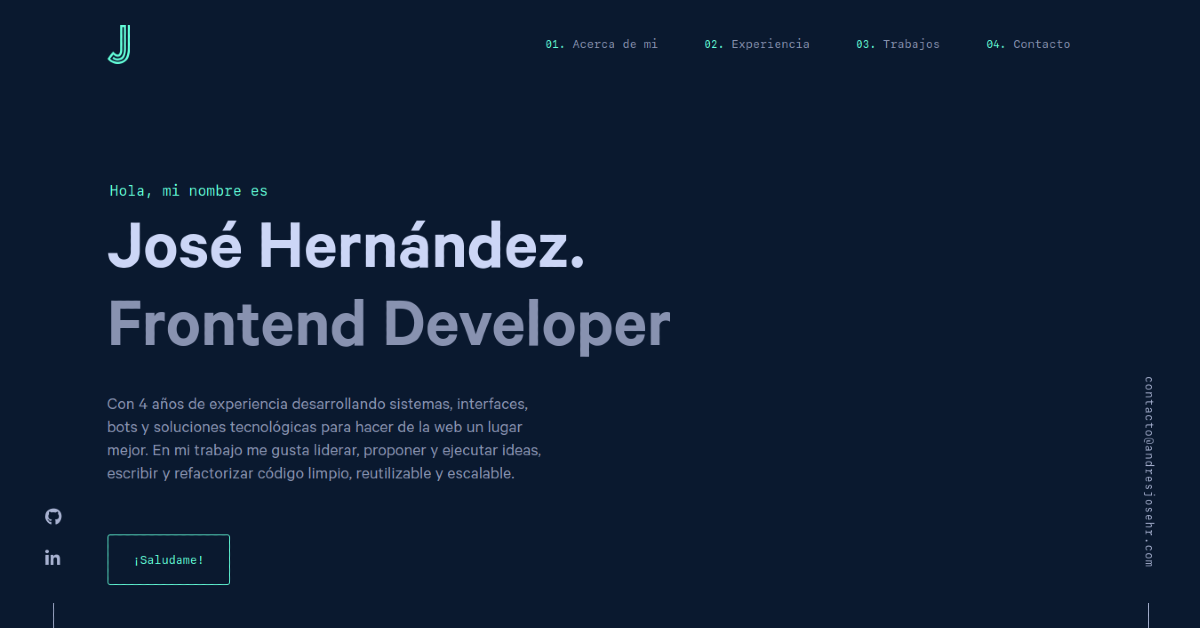 J
01. Acerca de mi
02. Experiencia
03. Trabajos
04. Contacto
Hola, mi nombre es
José Hernández.
Frontend Developer
Con 4 años de experiencia desarrollando sistemas, interfaces,
bots y soluciones tecnológicas para hacer de la web un lugar
mejor. En mi trabajo me gusta liderar, proponer y ejecutar ideas,
escribir y refactorizar código limpio, reutilizable y escalable.
¡Saludame!
in
contacto@andresjosehr.com